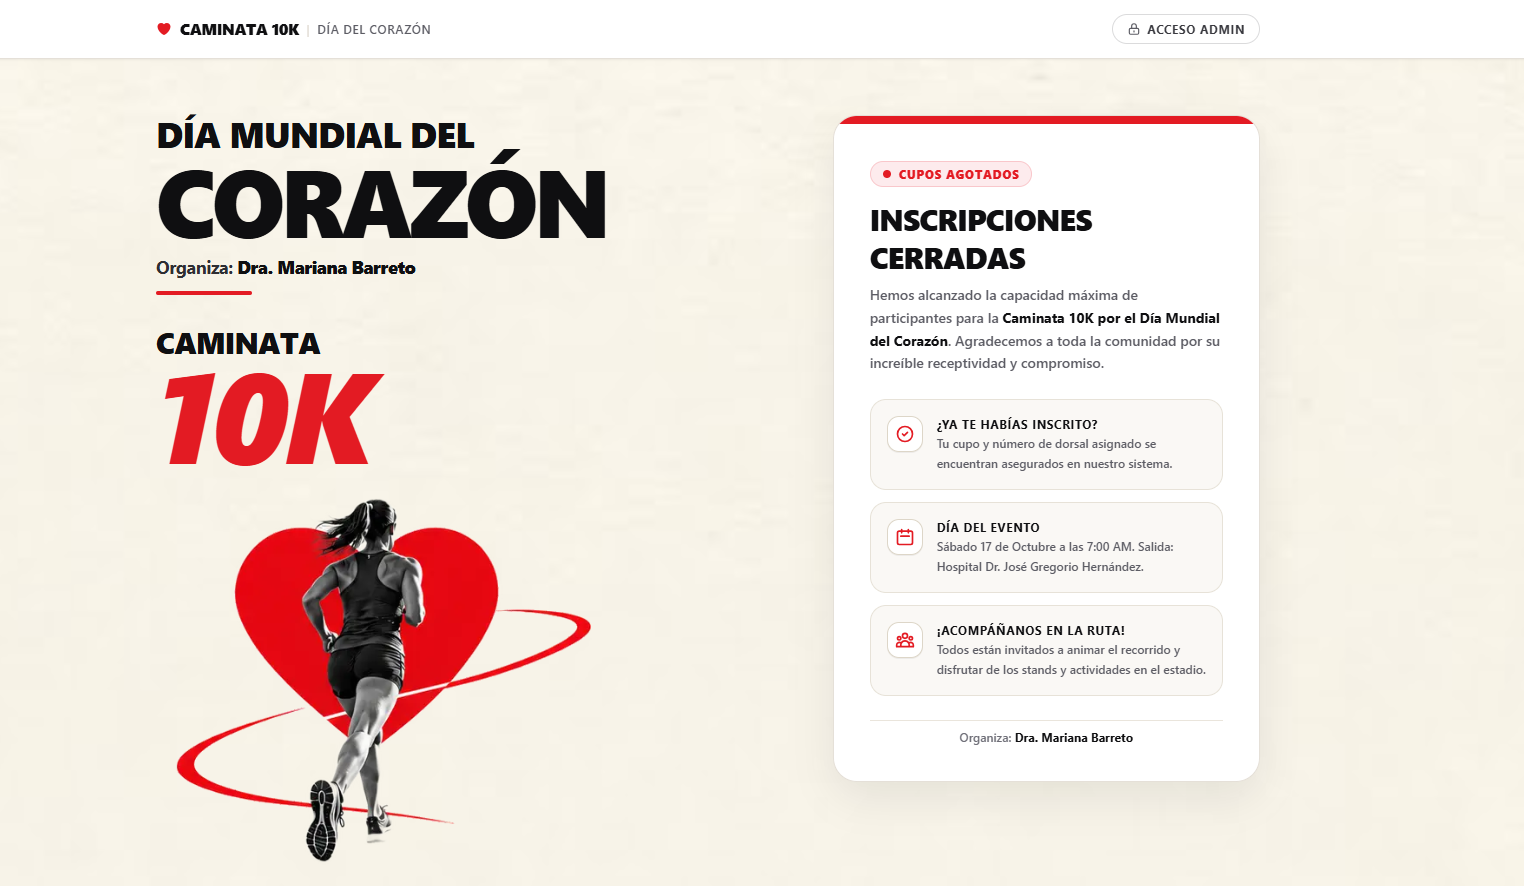 CAMINATA 10K | DÍA DEL CORAZÓN
ACCESO ADMIN
DÍA MUNDIAL DEL
CORAZÓN
Organiza: Dra. Mariana Barreto
CAMINATA
10K
CUPOS AGOTADOS
INSCRIPCIONES
CERRADAS
Hemos alcanzado la capacidad máxima de
participantes para la Caminata 10K por el Día Mundial
del Corazón. Agradecemos a toda la comunidad por su
increíble receptividad y compromiso.
¿YA TE HABÍAS INSCRITO?
Tu cupo y número de dorsal asignado se
encuentran asegurados en nuestro sistema.
DÍA DEL EVENTO
Sábado 17 de Octubre a las 7:00 AM. Salida:
Hospital Dr. José Gregorio Hernández.
¡ACOMPÁÑANOS EN LA RUTA!
Todos están invitados a animar el recorrido y
disfrutar de los stands y actividades en el estadio.
Organiza: Dra. Mariana Barreto